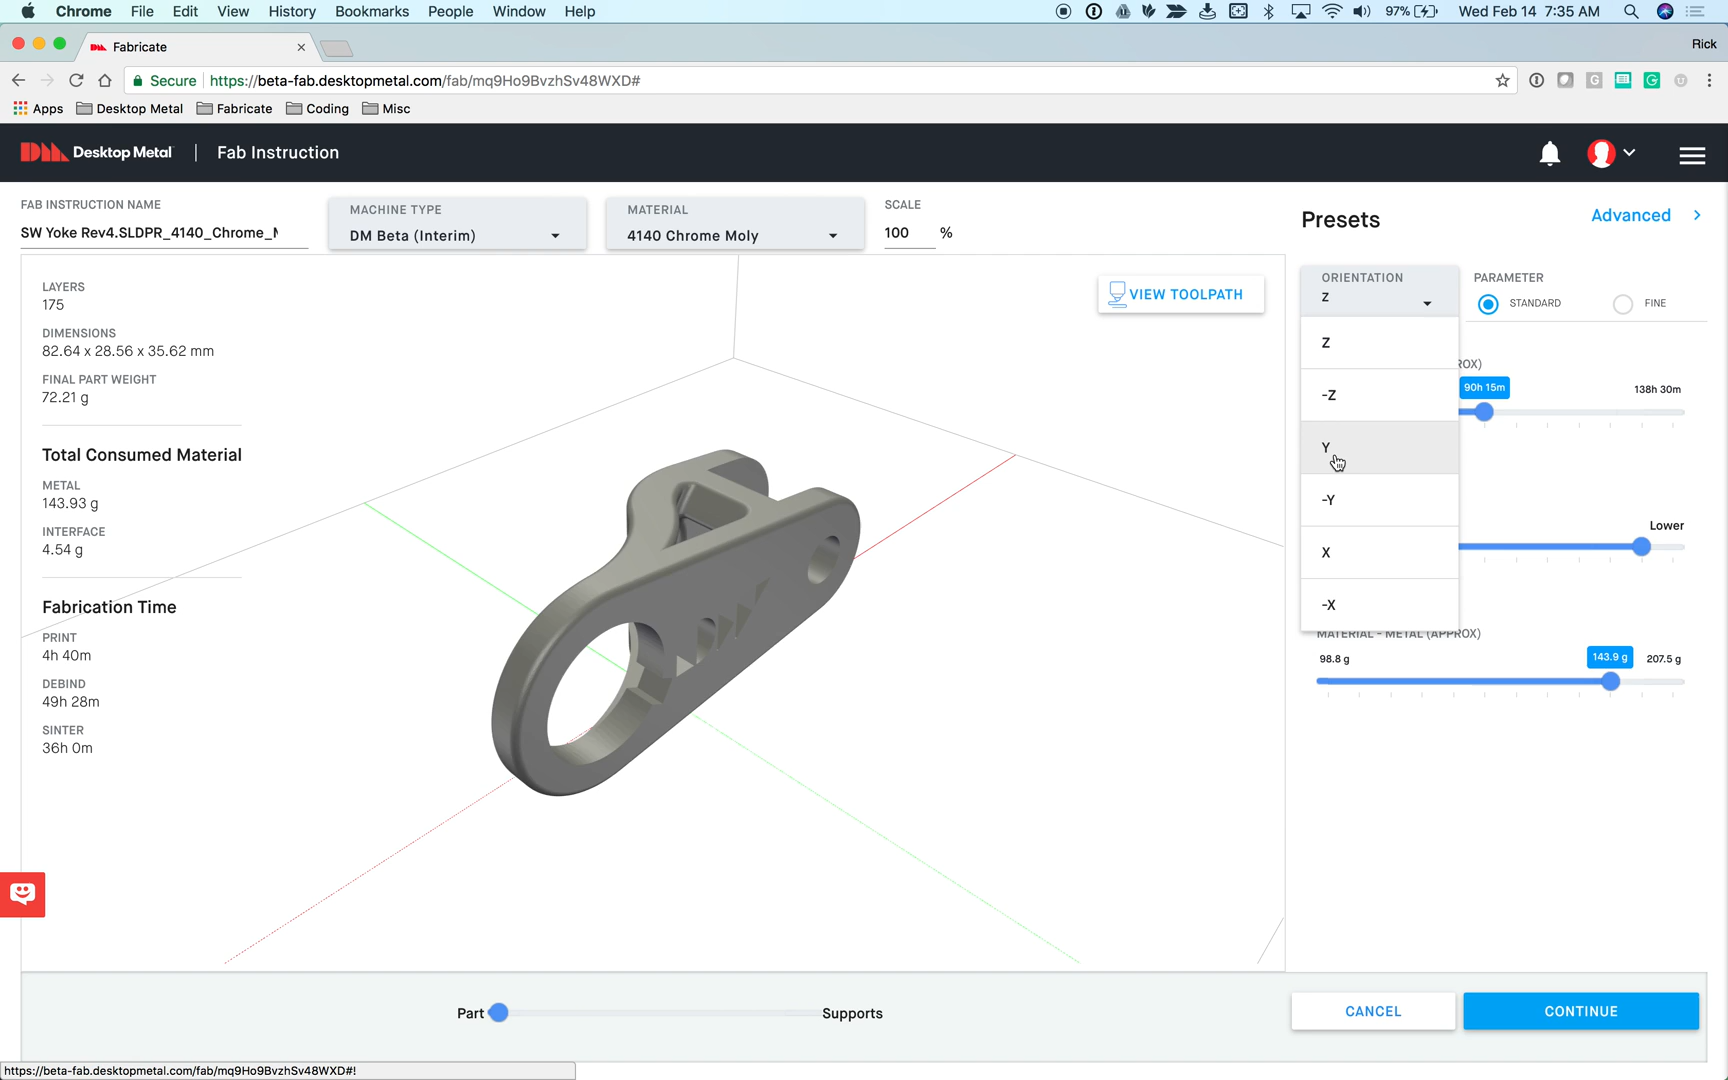 Chrome File Edit View History Bookmarks People Window Help 97% Wed Feb 14 7:35 AM
Fabricate
Rick
Secure https://beta-fab.desktopmetal.com/fab/mq9Ho9BvzhSv48WXD#
Apps Desktop Metal Fabricate Coding Misc
Desktop Metal Fab Instruction
FAB INSTRUCTION NAME
SW Yoke Rev4.SLDPR_4140_Chrome_
MACHINE TYPE
DM Beta (Interim)
MATERIAL
4140 Chrome Moly
SCALE
100 %
Presets
Advanced
LAYERS
175
DIMENSIONS
82.64 x 28.56 x 35.62 mm
FINAL PART WEIGHT
72.21 g
Total Consumed Material
METAL
143.93 g
INTERFACE
4.54 g
Fabrication Time
PRINT
4h 40m
DEBIND
49h 28m
SINTER
36h 0m
VIEW TOOLPATH
ORIENTATION
Z
Z
-Z
Y
-Y
X
-X
PARAMETER
STANDARD FINE
ROX)
90h 15m 138h 30m
Lower
MATERIAL - METAL (APPROX)
98.8 g 143.9 g 207.5 g
Part Supports
CANCEL CONTINUE
https://beta-fab.desktopmetal.com/fab/mq9Ho9BvzhSv48WXD#!